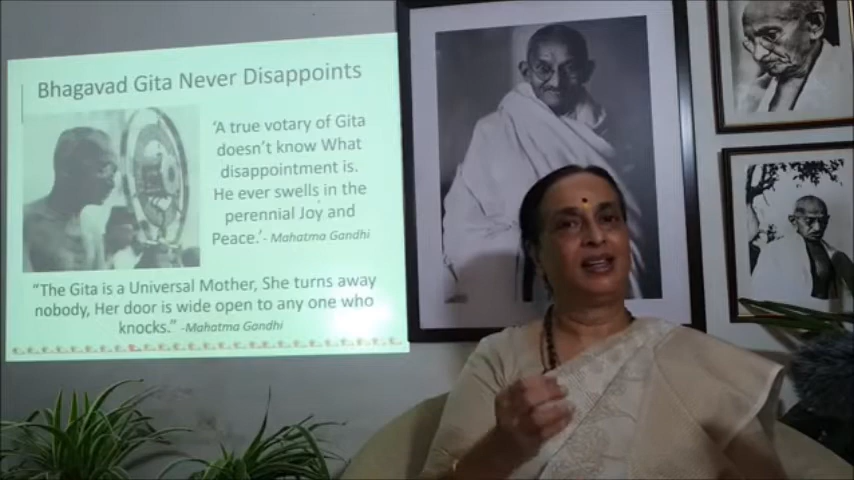 Bhagavad Gita Never Disappoints
‘A true votary of Gita
doesn’t know What
disappointment is.
He ever swells in the
perennial Joy and
Peace.’- Mahatma Gandhi
“The Gita is a Universal Mother, She turns away
nobody, Her door is wide open to any one who
knocks.” - Mahatma Gandhi